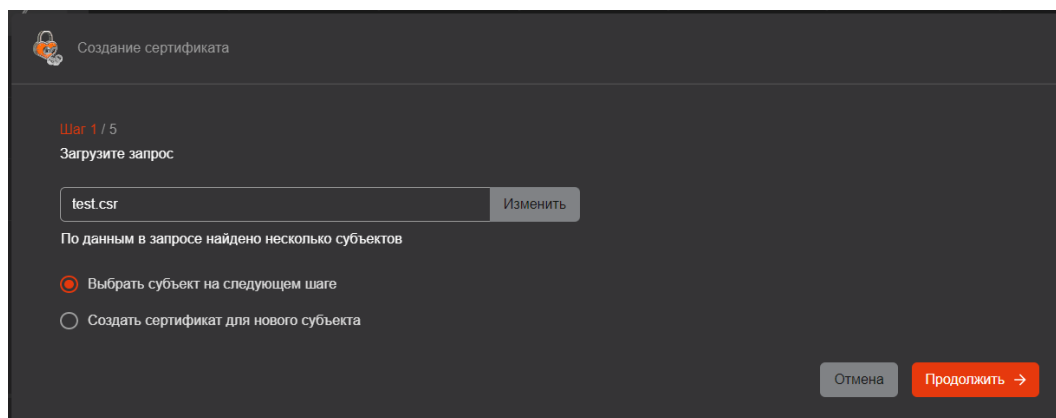 Создание сертификата
Шаг 1 / 5
Загрузите запрос
test.csr
Изменить
По данным в запросе найдено несколько субъектов
Выбрать субъект на следующем шаге
Создать сертификат для нового субъекта
Отмена
Продолжить →